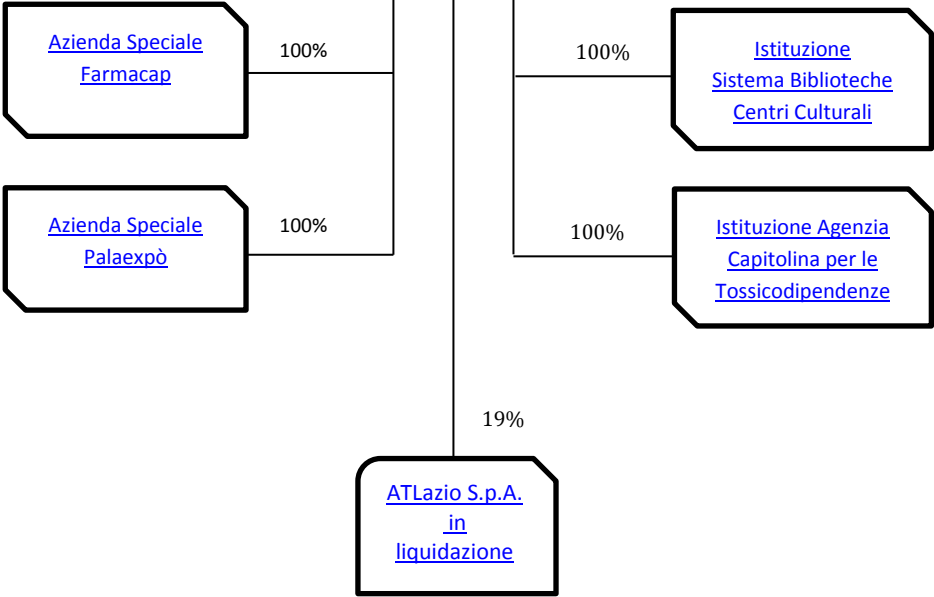 Azienda Speciale
Farmacap
100%
100%
Istituzione
Sistema Biblioteche
Centri Culturali
Azienda Speciale
Palaexpò
100%
100%
Istituzione Agenzia
Capitolina per le
Tossicodipendenze
19%
ATLazio S.p.A.
in
liquidazione